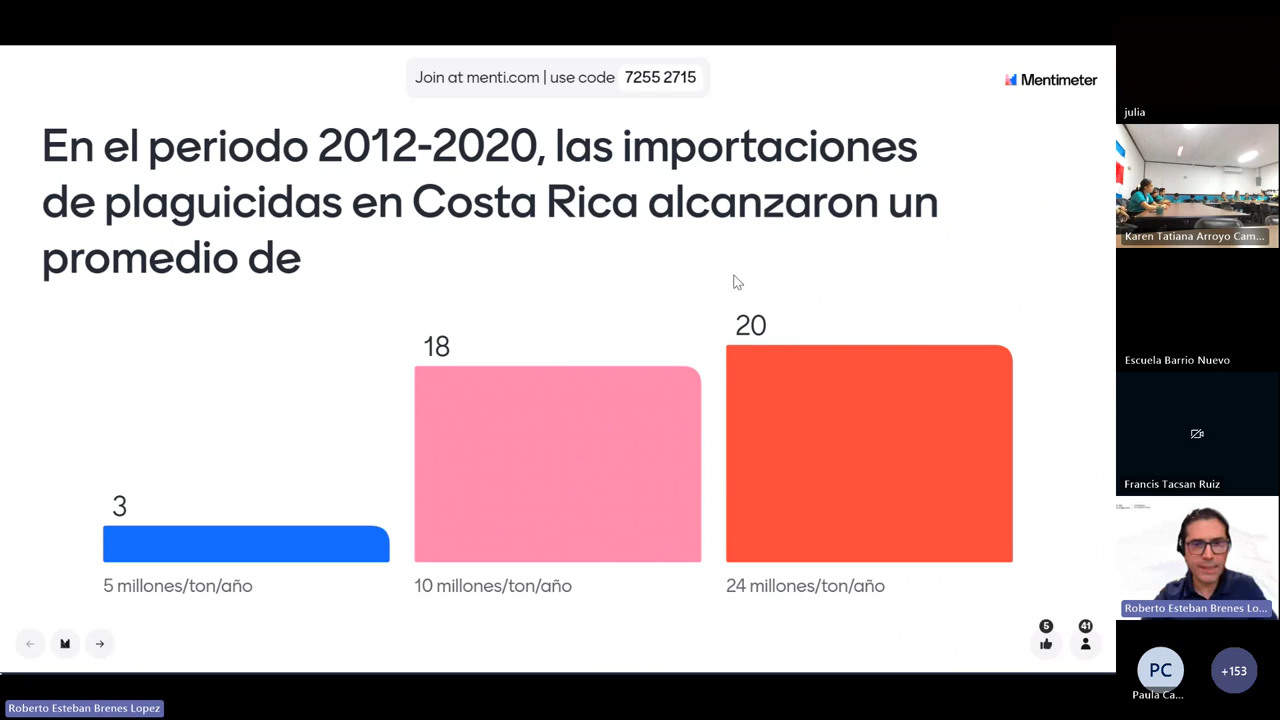 Join at menti.com | use code 7255 2715
Mentimeter
En el periodo 2012-2020, las importaciones
de plaguicidas en Costa Rica alcanzaron un
promedio de
3
18
20
5 millones/ton/año
10 millones/ton/año
24 millones/ton/año
5
41
Roberto Esteban Brenes Lopez
julia
Karen Tatiana Arroyo Cam...
Escuela Barrio Nuevo
Francis Tacsan Ruiz
Roberto Esteban Brenes Lo...
PC
Paula Ca...
+153